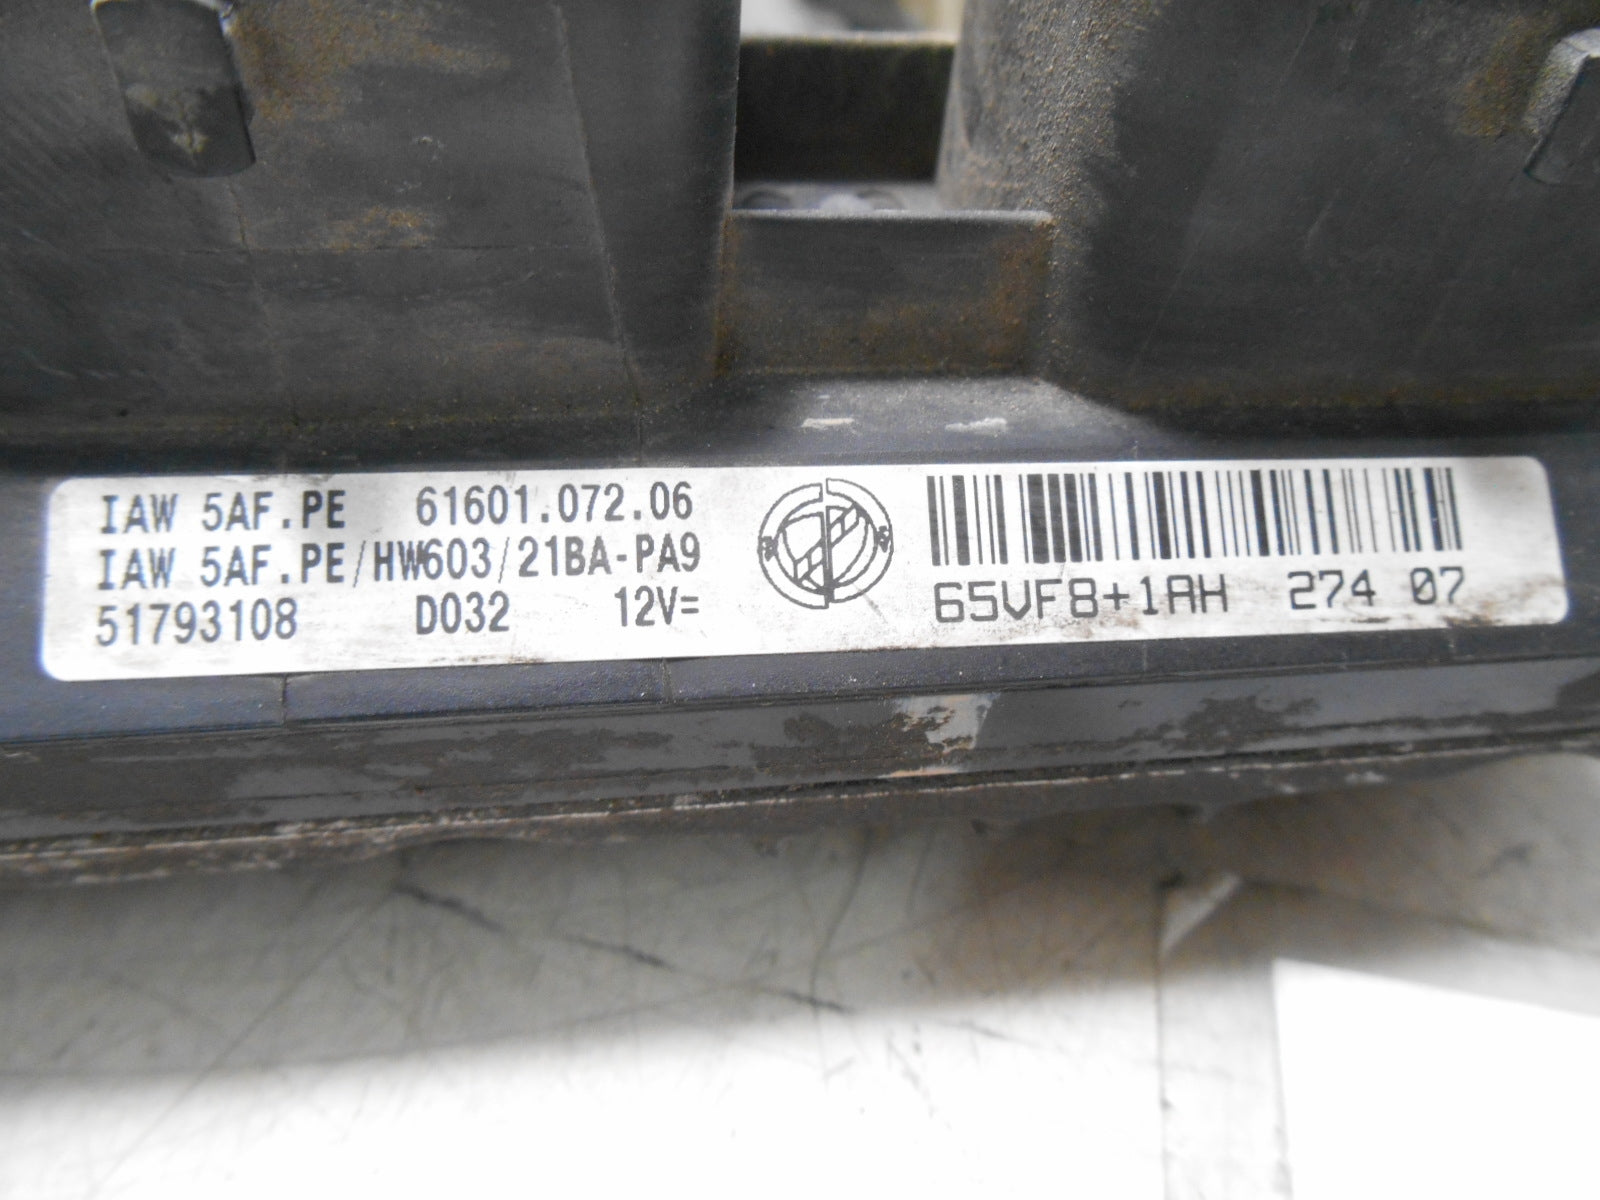 IAW 5AF.PE 61601.072.06
IAW 5AF.PE/HW603/21BA-PA9
51793108 D032 12V=
65VF8+1AH 274 07